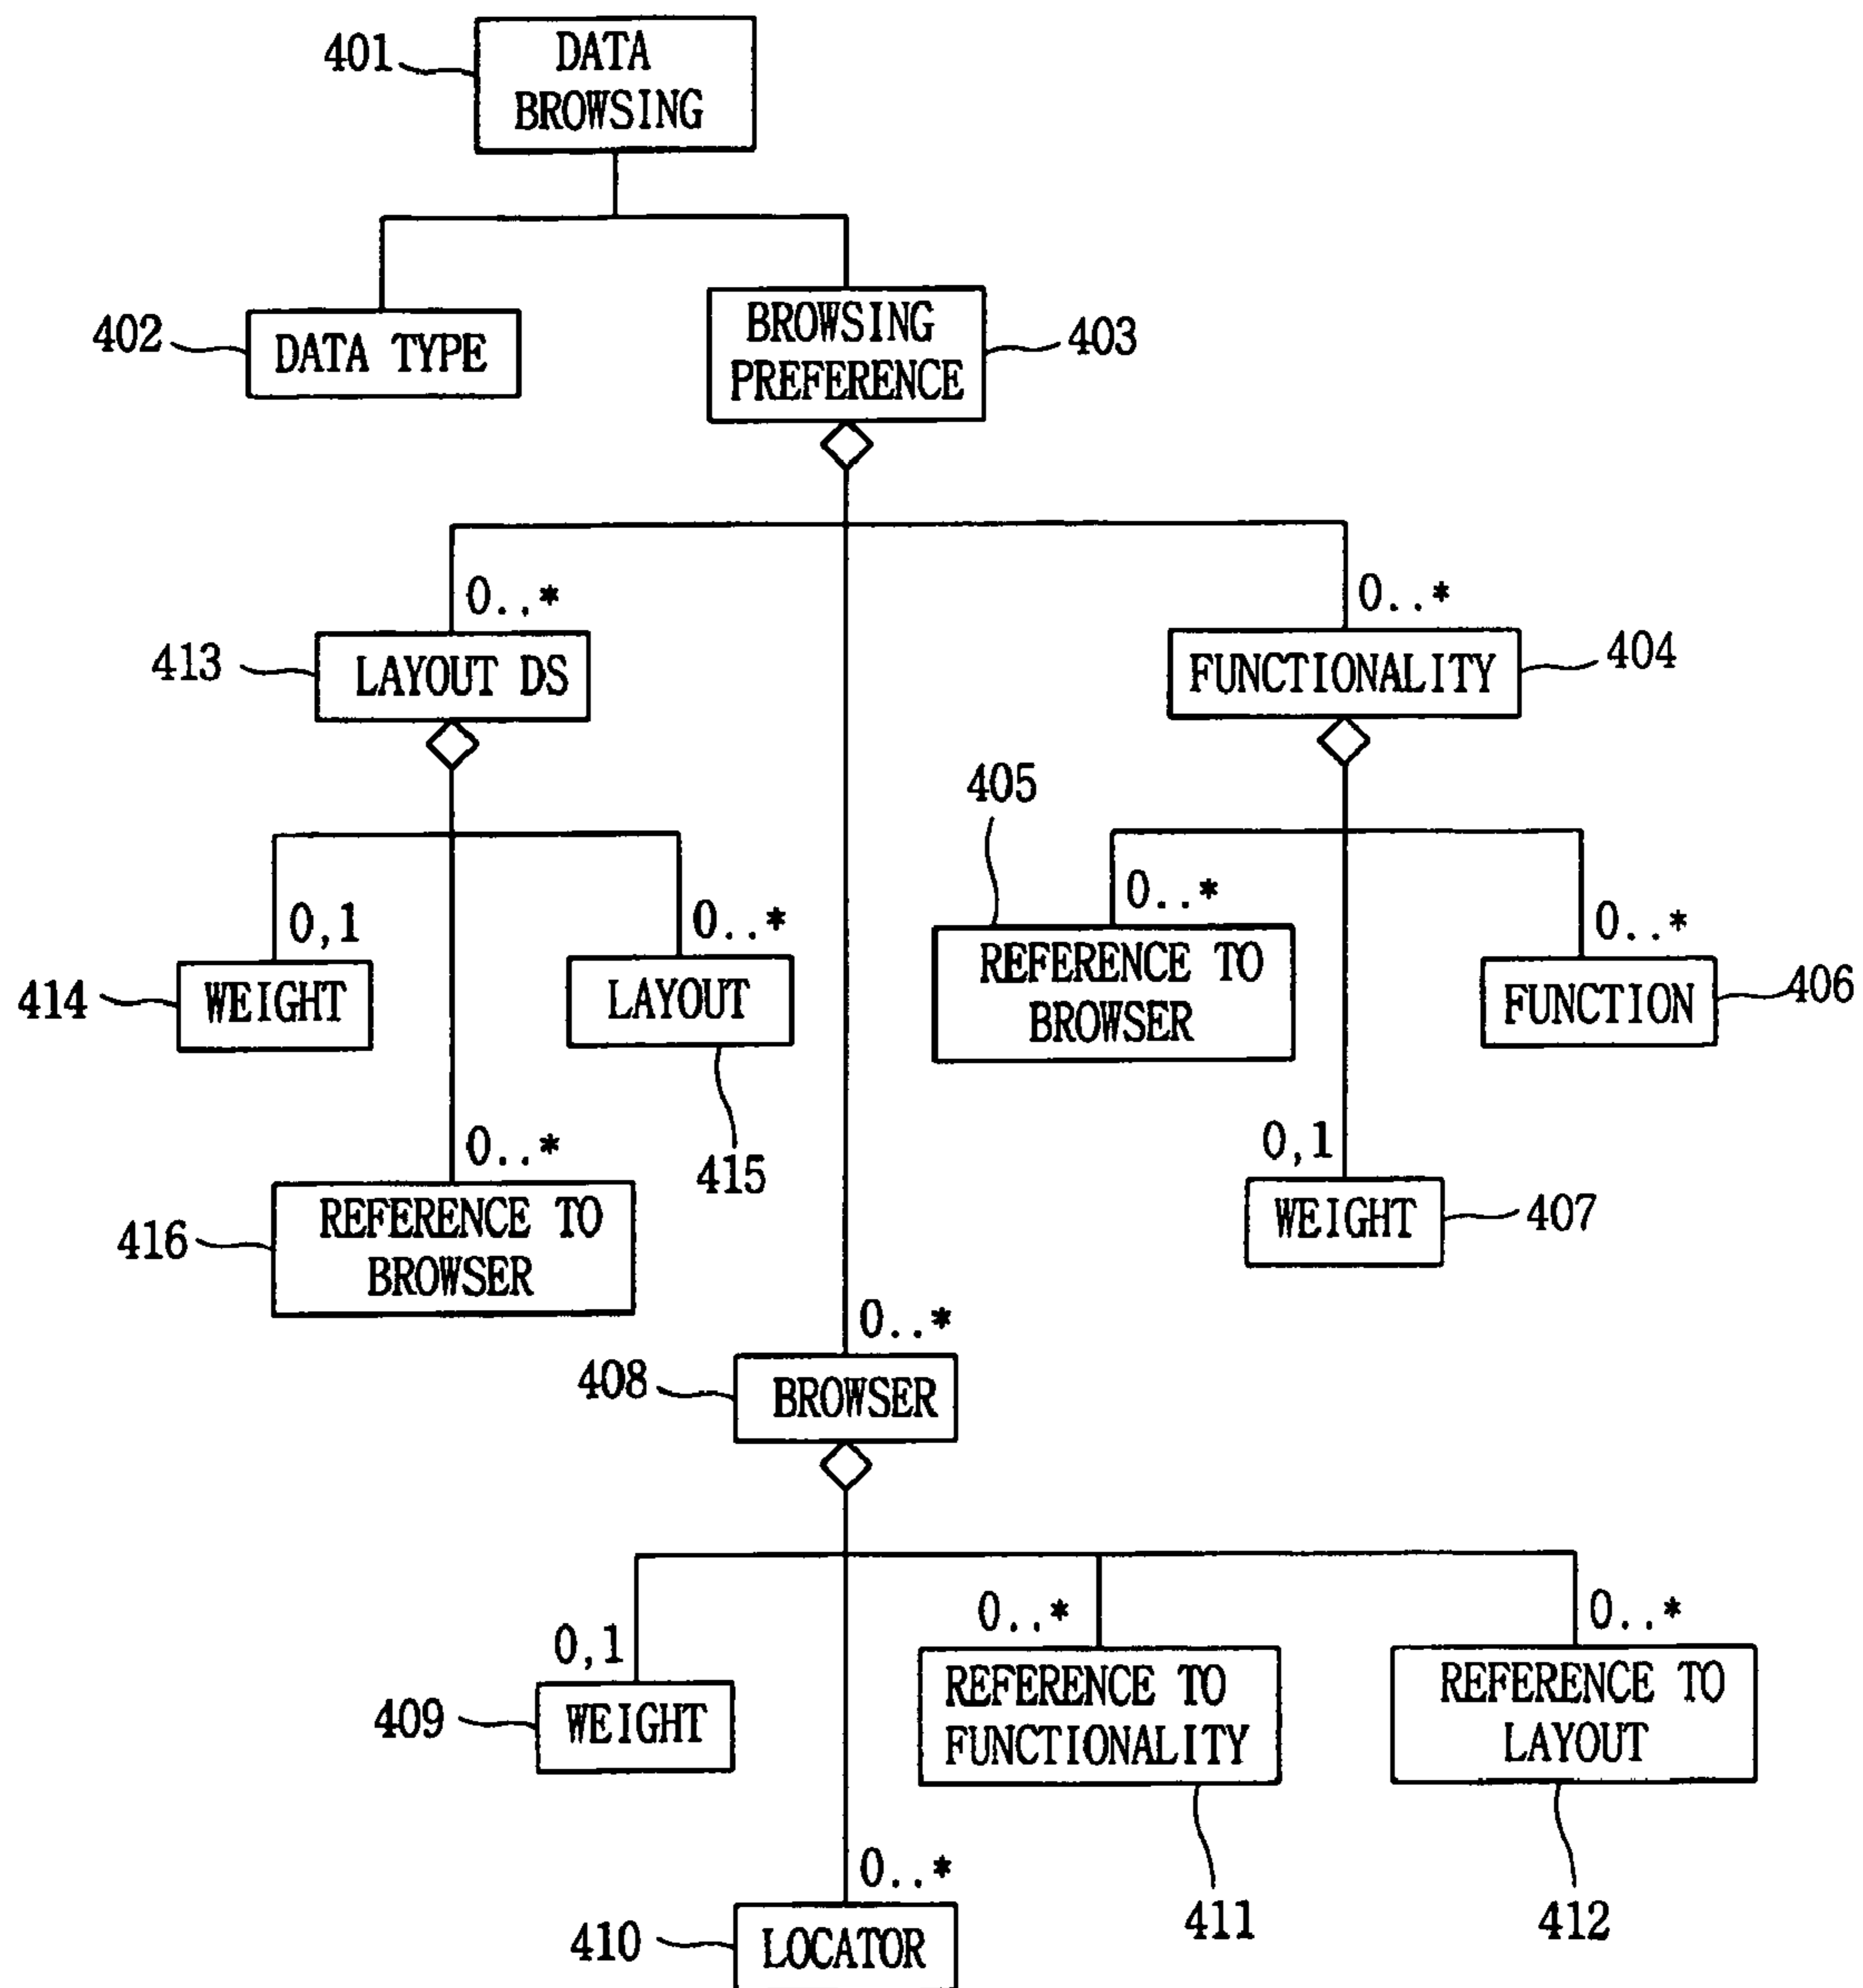 401
DATA
BROWSING
402
DATA TYPE
BROWSING
PREFERENCE
403
0..*
0..*
413
LAYOUT DS
FUNCTIONALITY
404
405
0,1
0..*
0..*
0..*
414
WEIGHT
LAYOUT
REFERENCE TO
BROWSER
FUNCTION
406
0..*
415
0,1
416
REFERENCE TO
BROWSER
WEIGHT
407
0..*
408
BROWSER
0,1
0..*
0..*
409
WEIGHT
REFERENCE TO
FUNCTIONALITY
REFERENCE TO
LAYOUT
0..*
411
412
410
LOCATOR